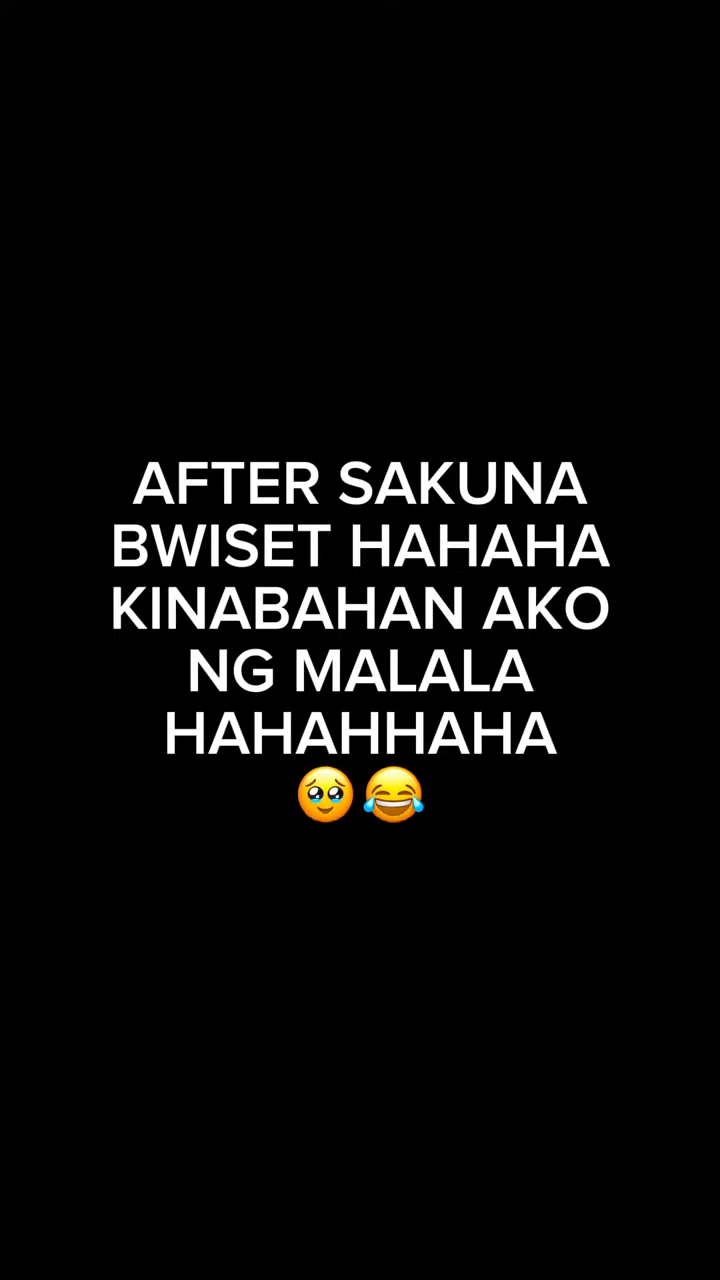 AFTER SAKUNA
BWISET HAHAHA
KINABAHAN AKO
NG MALALA
HAHAHHAHA
🥹😂